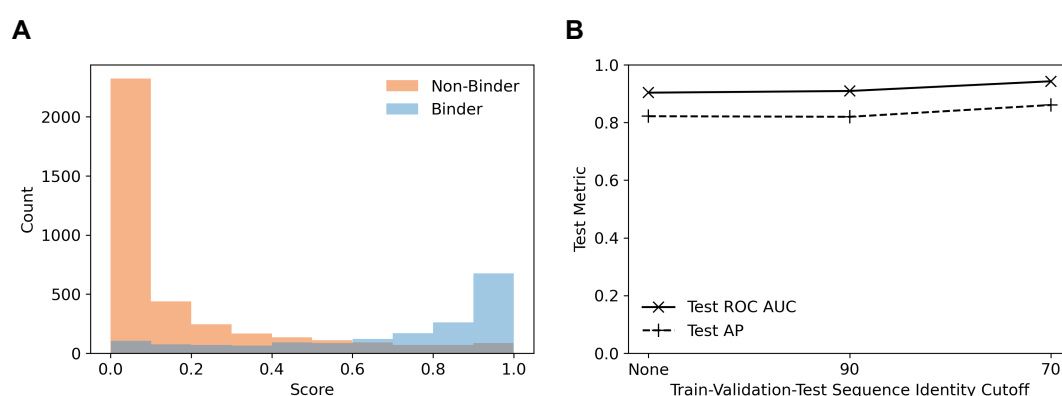 A
B
Non-Binder
Binder
2000
1500
1000
500
0
Count
0.0
0.2
0.4
0.6
0.8
1.0
Score
1.0
0.8
0.6
0.4
0.2
0.0
Test Metric
Test ROC AUC
Test AP
None
90
70
Train-Validation-Test Sequence Identity Cutoff